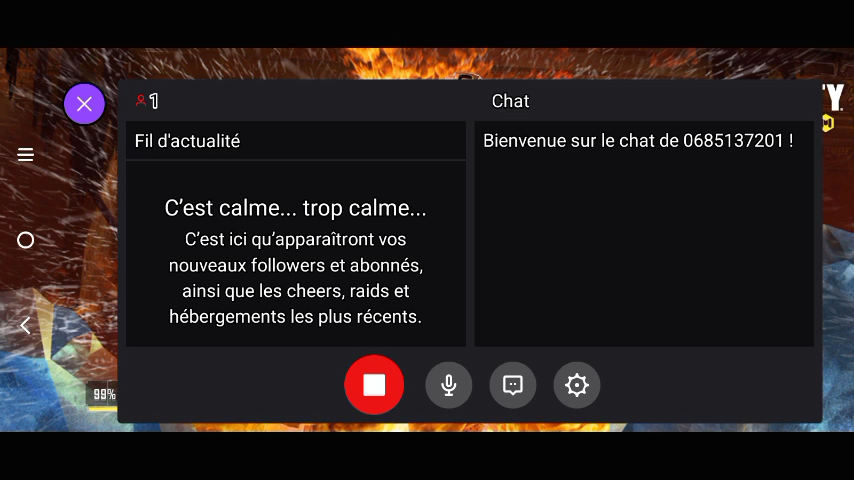 1
Chat
TY.
Fil d'actualité
Bienvenue sur le chat de 0685137201 !
C'est calme... trop calme...
C'est ici qu'apparaîtront vos
nouveaux followers et abonnés,
ainsi que les cheers, raids et
hébergements les plus récents.
99%